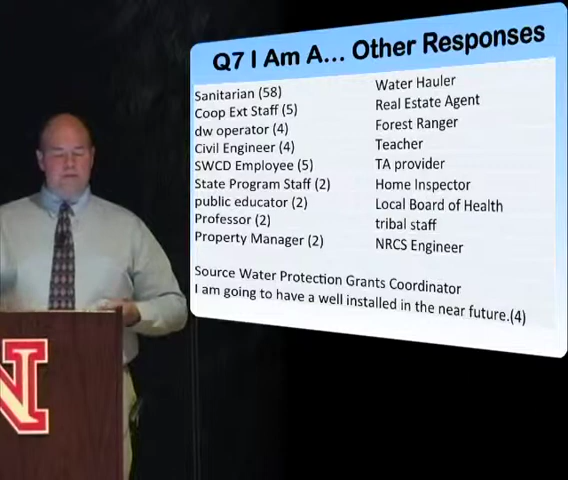 Q7 I Am A... Other Responses
Sanitarian (58)
Coop Ext Staff (5)
dw operator (4)
Civil Engineer (4)
SWCD Employee (5)
State Program Staff (2)
public educator (2)
Professor (2)
Property Manager (2)
Water Hauler
Real Estate Agent
Forest Ranger
Teacher
TA provider
Home Inspector
Local Board of Health
tribal staff
NRCS Engineer
Source Water Protection Grants Coordinator
I am going to have a well installed in the near future.(4)
N